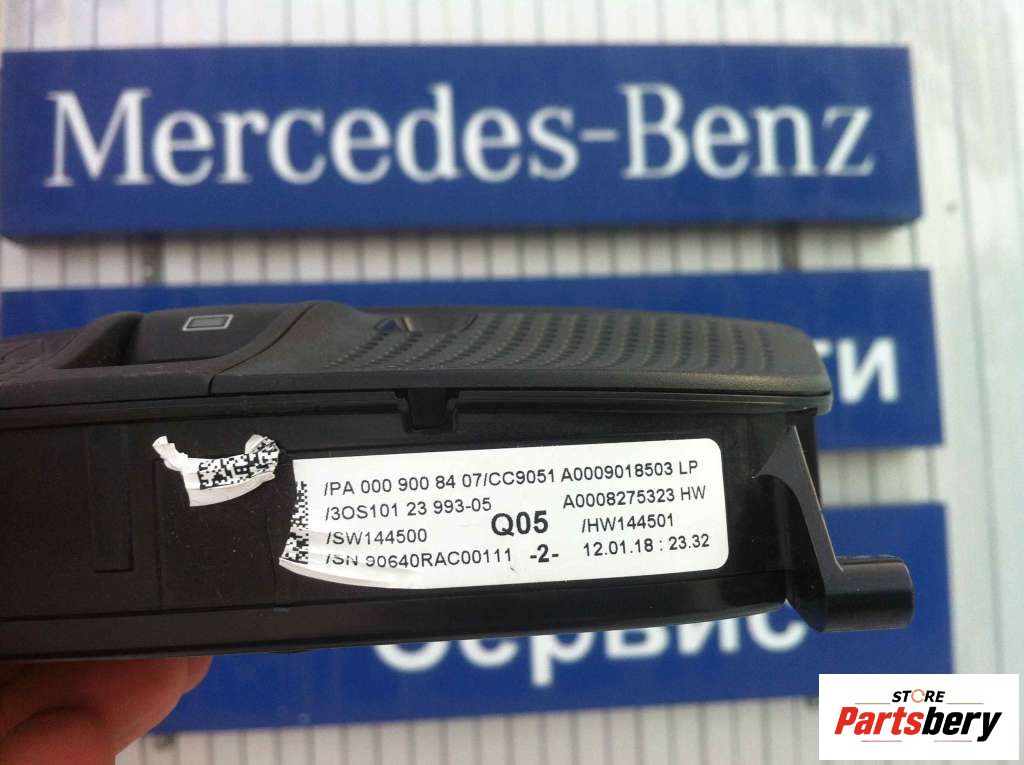 Mercedes-Benz
ти
/PA 000 900 84 07/CC9051 A0009018503 LP
/3OS101 23 993-05 A0008275323 HW
/SW144500 Q05 /HW144501
/SN 90640RAC00111 -2- 12.01.18 : 23.32
Сервис
STORE
Partsbery